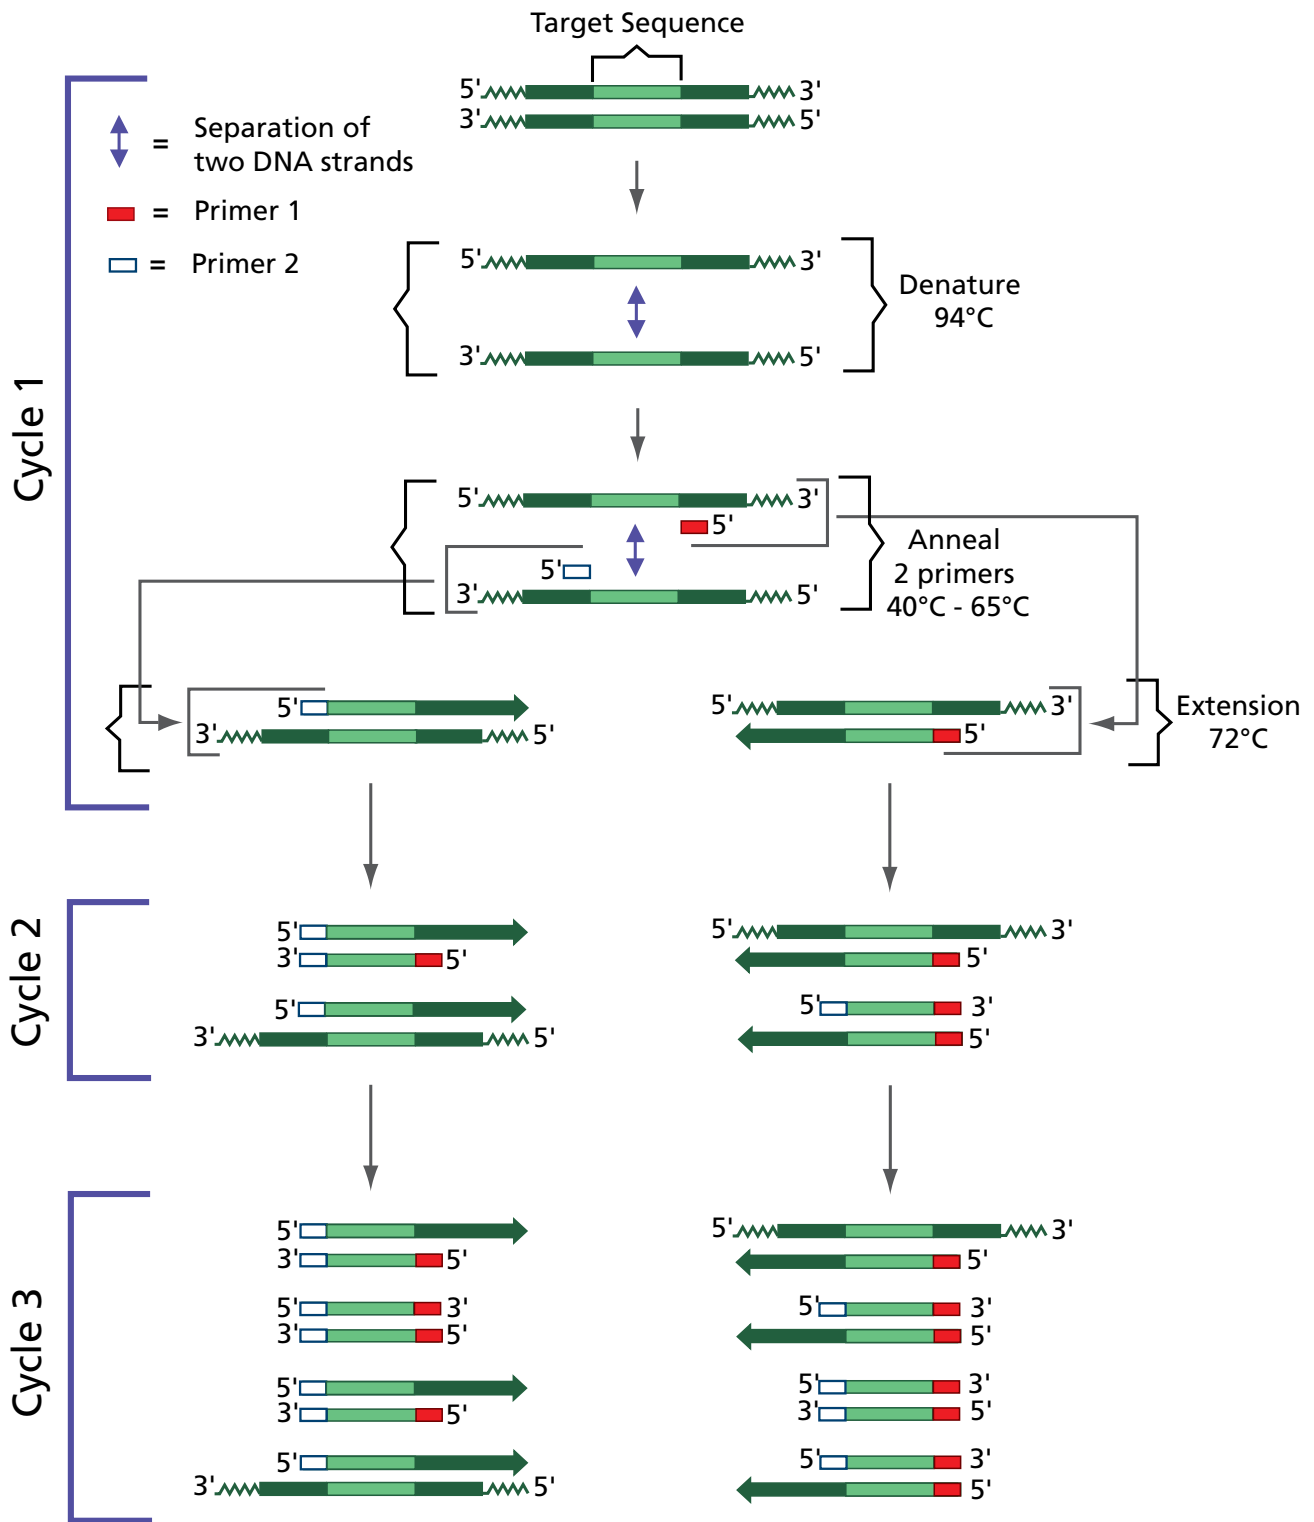 Target Sequence
5' 3'
3' 5'
= Separation of
two DNA strands
= Primer 1
= Primer 2
Cycle 1
5' 3'
Denature
94°C
3' 5'
5' 3'
5'
Anneal
2 primers
40°C - 65°C
5'
3' 5'
5' 5' 3'
3' 5' 5'
Extension
72°C
Cycle 2
5' 5' 3'
3' 5' 5'
5' 5' 3'
3' 5' 5'
Cycle 3
5' 5' 3'
3' 5' 5'
5' 3' 5' 3'
3' 5' 5'
5' 5' 3'
3' 5' 3' 5'
5' 5' 3'
3' 5' 5'